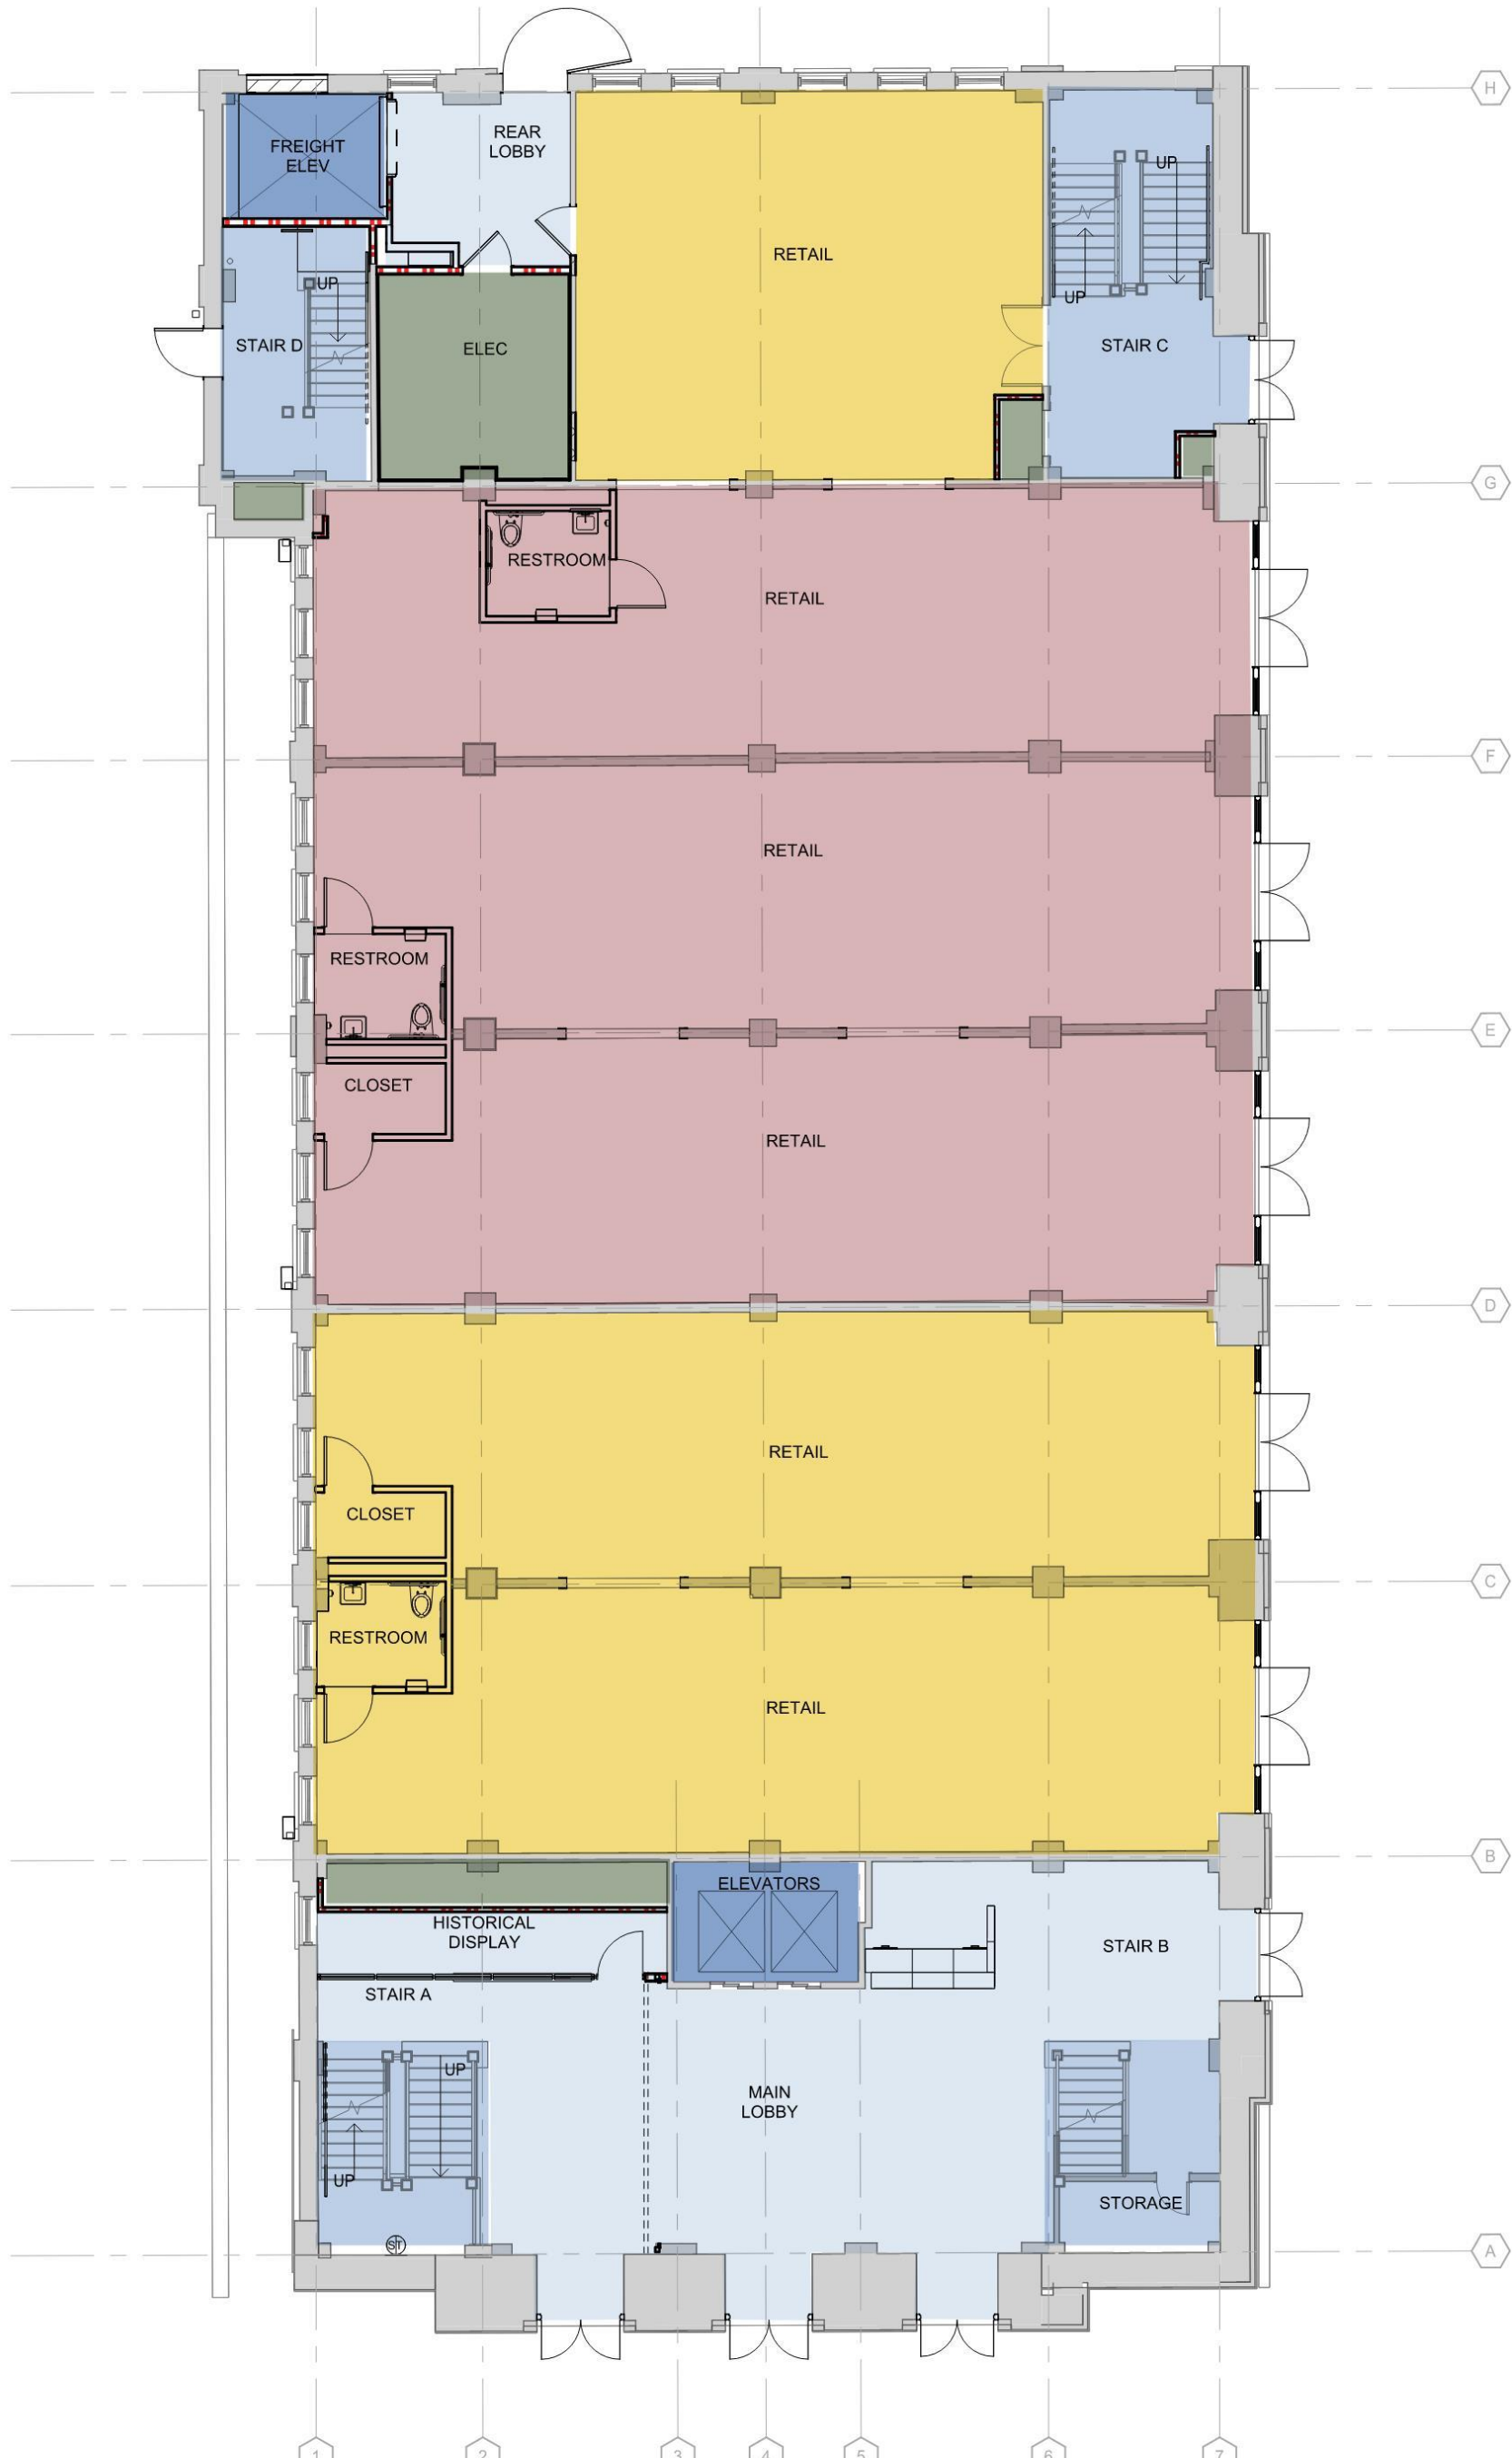 H
REAR
LOBBY
FREIGHT
ELEV
UP
RETAIL
UP
UP
STAIR D
ELEC
STAIR C
G
RESTROOM
RETAIL
F
RETAIL
RESTROOM
E
CLOSET
RETAIL
D
RETAIL
CLOSET
C
RESTROOM
RETAIL
B
ELEVATORS
HISTORICAL
DISPLAY
STAIR B
STAIR A
UP
MAIN
LOBBY
UP
STORAGE
ST
A
1
2
3
4
5
6
7